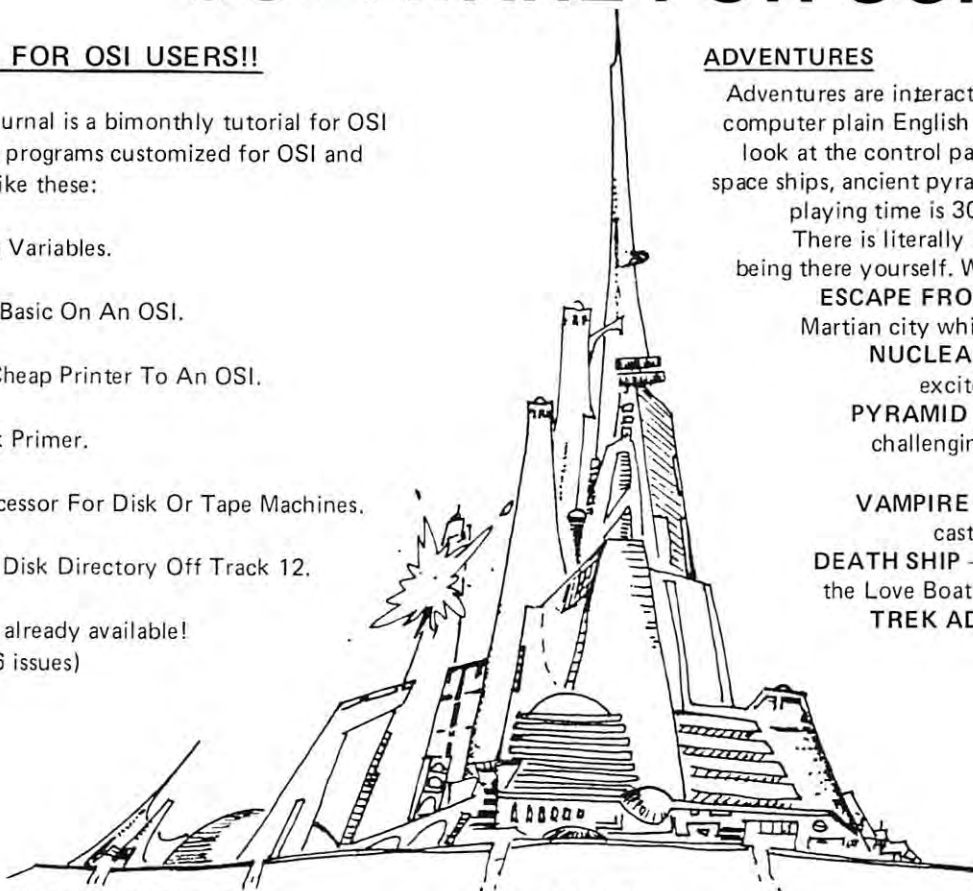 FOR OSI USERS!!
urnal is a bimonthly tutorial for OSI
programs customized for OSI and
ike these:
Variables.
Basic On An OSI.
Cheap Printer To An OSI.
Primer.
cessor For Disk Or Tape Machines.
Disk Directory Off Track 12.
already available!
6 issues)
ADVENTURES
Adventures are interact
computer plain English
look at the control pa
space ships, ancient pyra
playing time is 30
There is literally
being there yourself. W
ESCAPE FRO
Martian city whi
NUCLEA
excit
PYRAMID
challengin
VAMPIRE
cast
DEATH SHIP -
the Love Boat
TREK AD